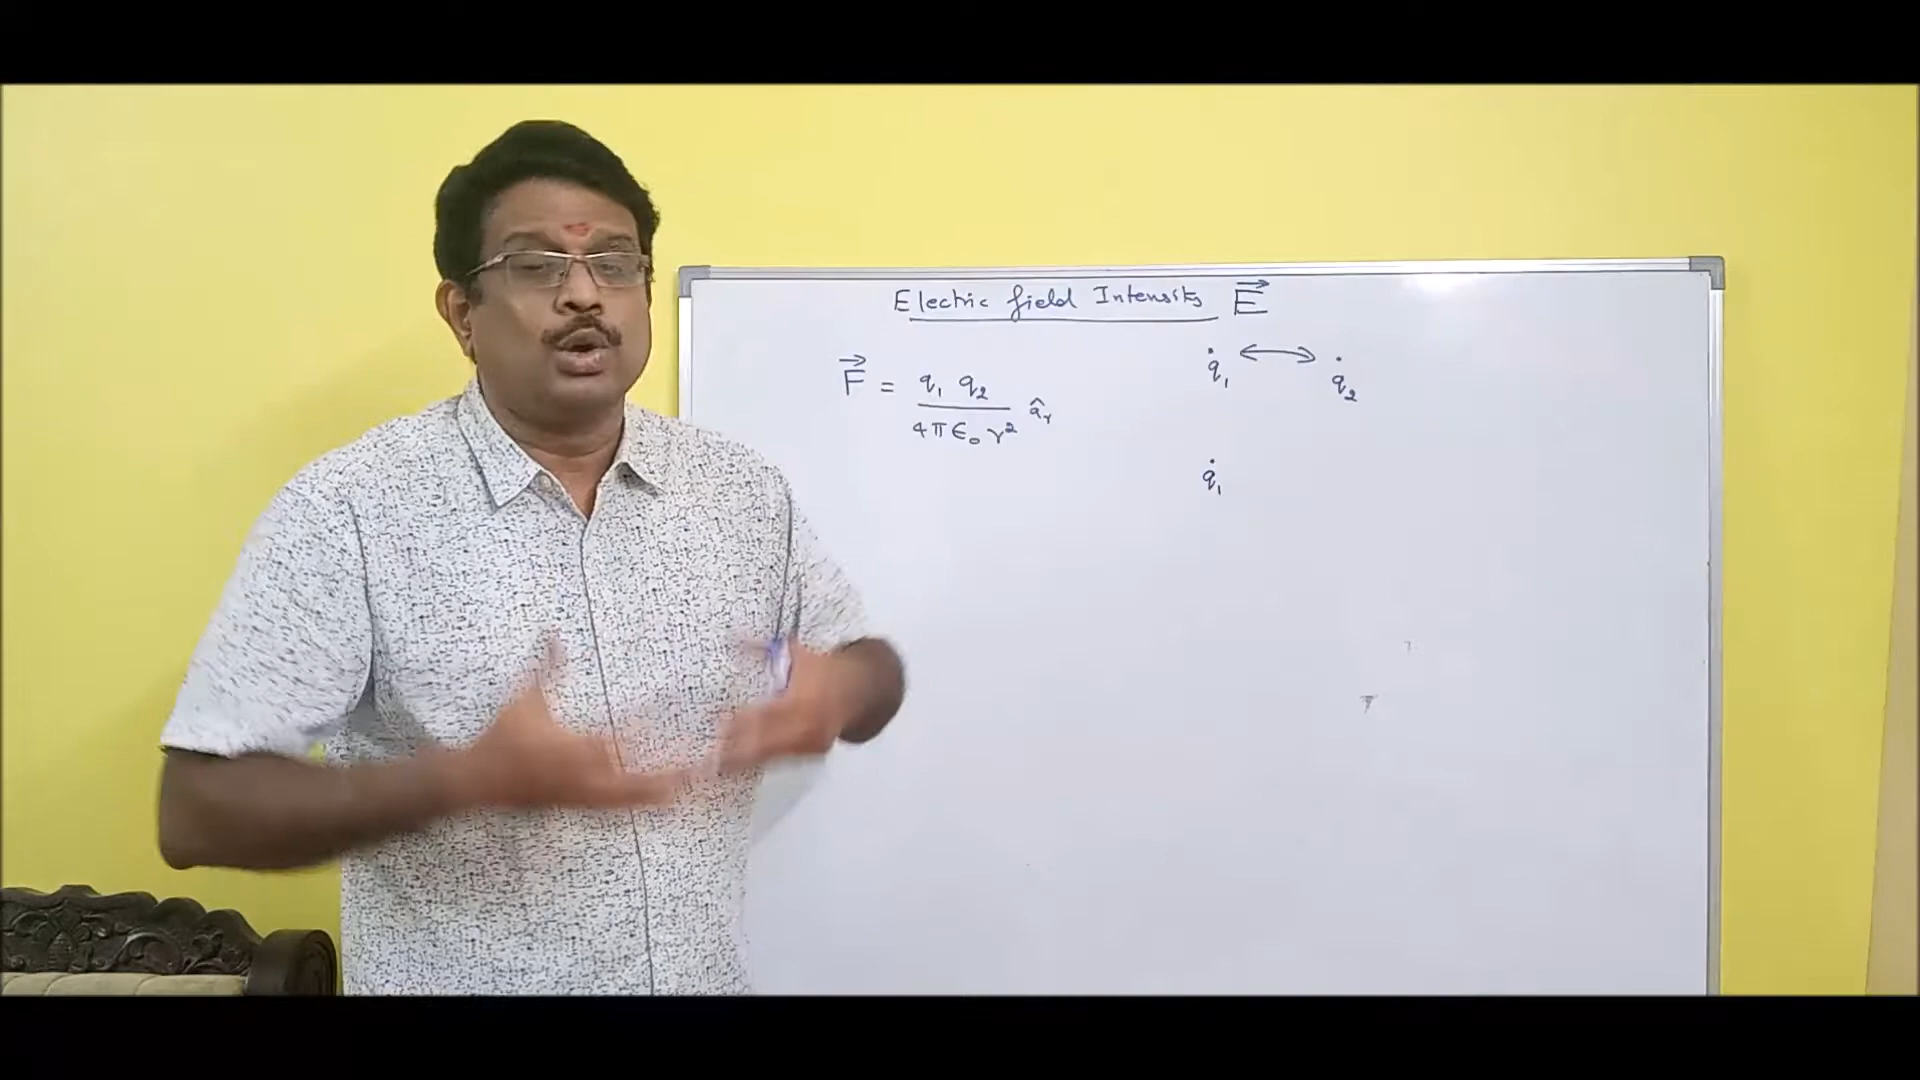 Electric field Intensity E⃗
F⃗ = q₁ q₂ / 4πϵ₀r² âᵣ
q₁ ⟷ q₂
q₁